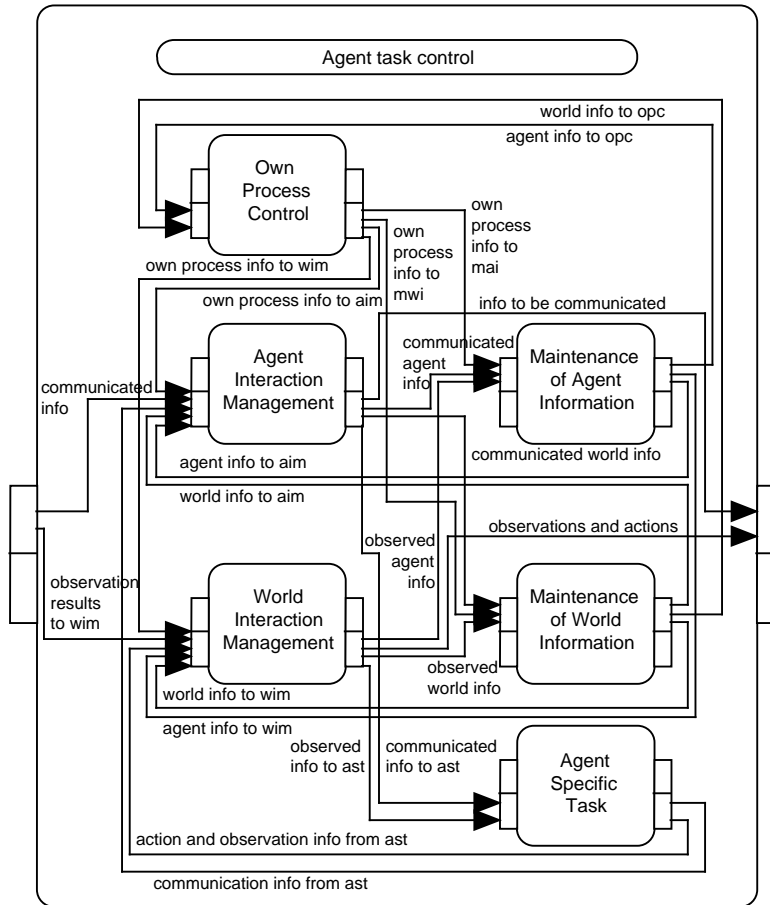 Agent task control
world info to opc
agent info to opc
Own
Process
Control
own
process
info to
mai
own
process
info to
mwi
own process info to wim
own process info to aim
info to be communicated
Agent
Interaction
Management
communicated
agent
info
Maintenance
of Agent
Information
communicated
info
agent info to aim
communicated world info
world info to aim
observations and actions
observed
agent
info
observation
results
to wim
World
Interaction
Management
Maintenance
of World
Information
observed
world info
world info to wim
agent info to wim
observed
info to ast
communicated
info to ast
Agent
Specific
Task
action and observation info from ast
communication info from ast